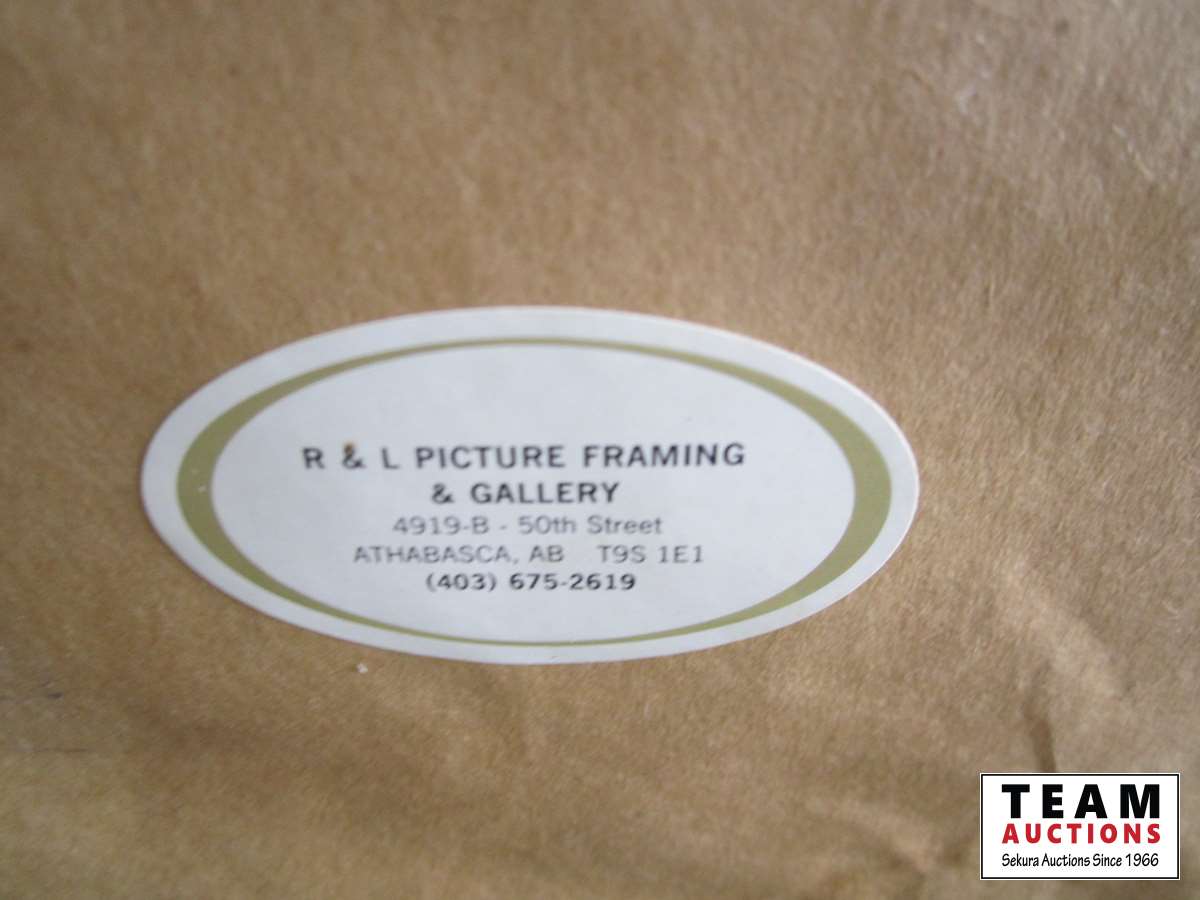 R & L PICTURE FRAMING
& GALLERY
4919-B - 50th Street
ATHABASCA, AB T9S 1E1
(403) 675-2619
TEAM
AUCTIONS
Sekura Auctions Since 1966